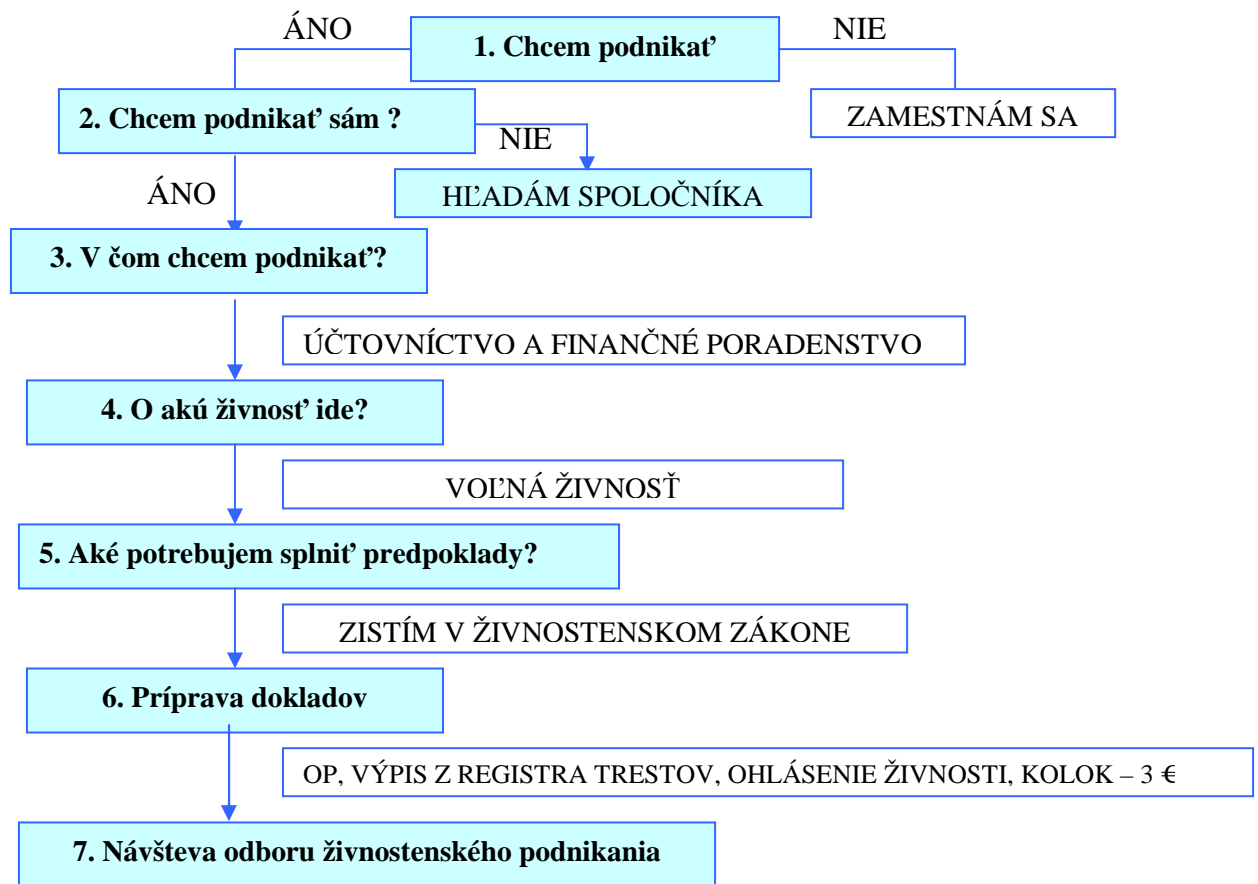 ÁNO
1. Chcem podnikať
NIE
2. Chcem podnikať sám ?
ZAMESTNÁM SA
NIE
ÁNO
HĽADÁM SPOLOČNÍKA
3. V čom chcem podnikať?
ÚČTOVNÍCTVO A FINANČNÉ PORADENSTVO
4. O akú živnosť ide?
VOĽNÁ ŽIVNOSŤ
5. Aké potrebujem splniť predpoklady?
ZISTÍM V ŽIVNOSTENSKOM ZÁKONE
6. Príprava dokladov
OP, VÝPIS Z REGISTRA TRESTOV, OHLÁSENIE ŽIVNOSTI, KOLOK – 3 €
7. Návšteva odboru živnostenského podnikania